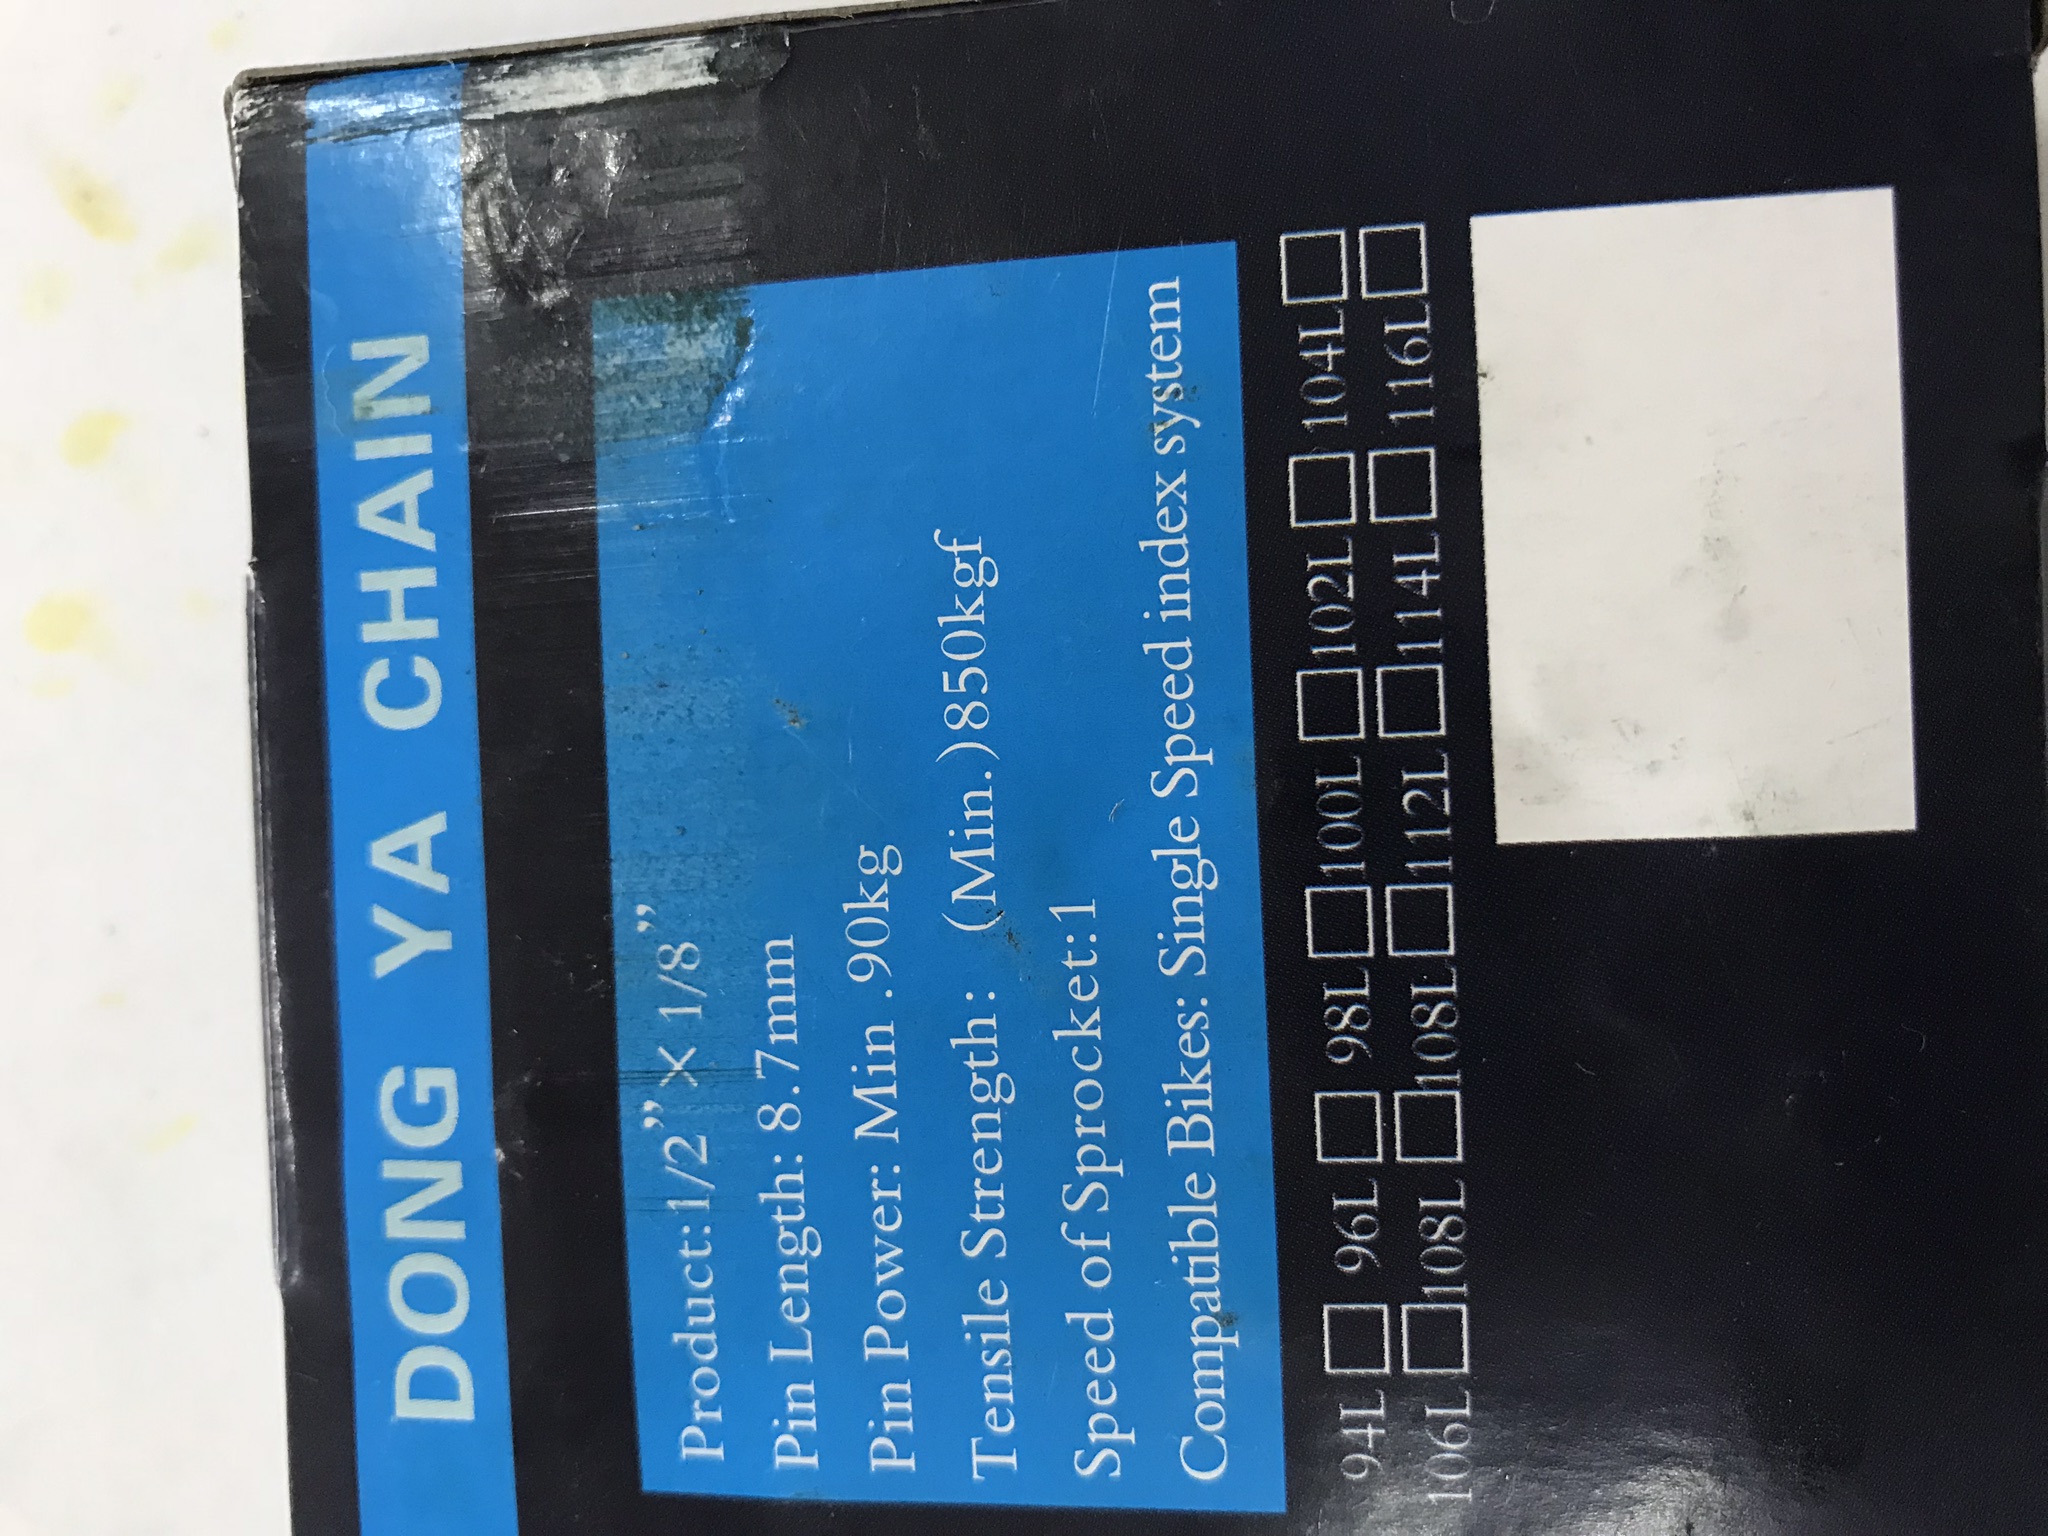 DONG YA CHAIN
Product:1/2” × 1/8”
Pin Length: 8.7mm
Pin Power: Min .90kg
Tensile Strength: (Min.)850kgf
Speed of Sprocket:1
Compatible Bikes: Single Speed index system
94L□ 96L□ 98L□100L□102L□104L□
106L□108L□108L□112L□114L□116L□